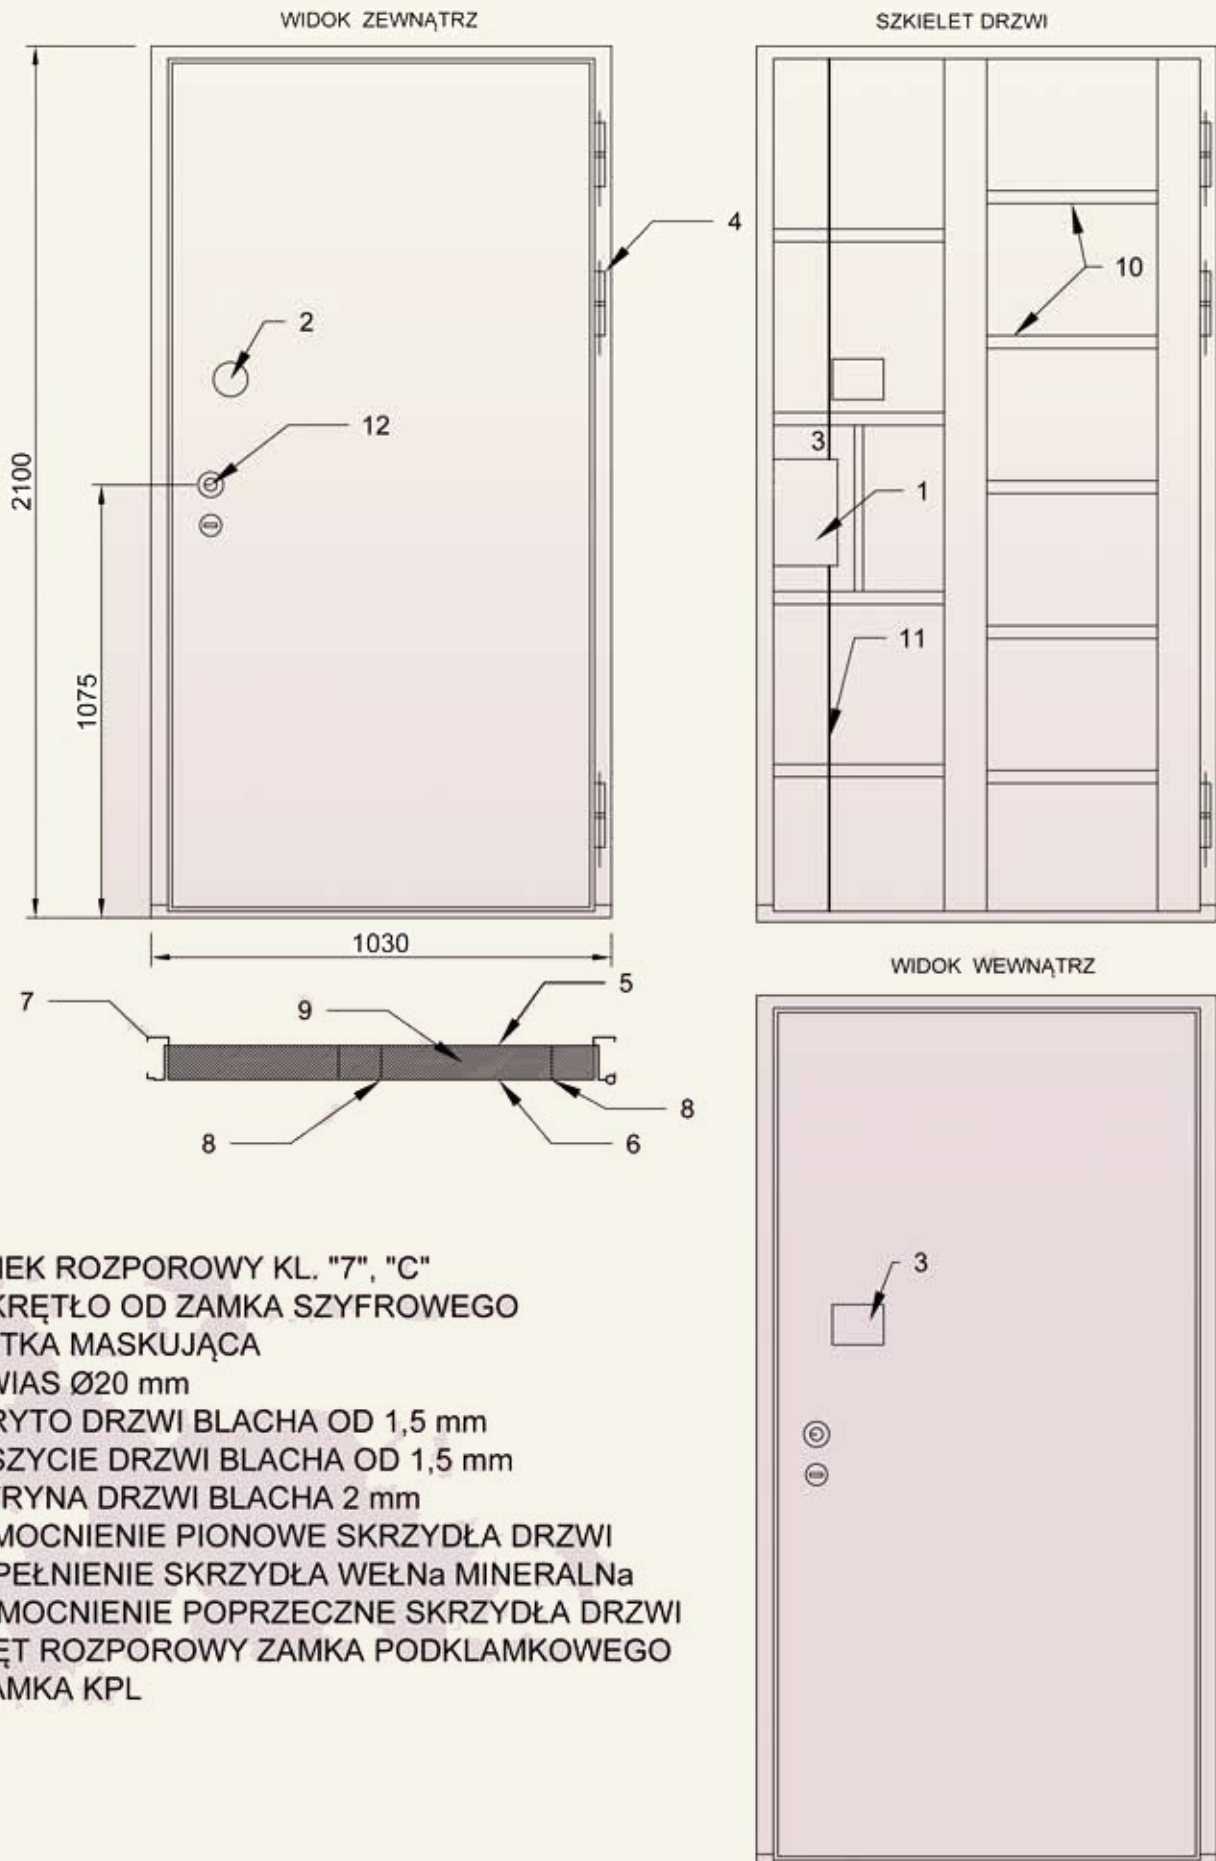 WIDOK ZEWNĄTRZ
SZKIELET DRZWI
4
10
2
12
3
2100
1
11
1075
1030
WIDOK WEWNĄTRZ
7
9
5
8
8
6
3
IEK ROZPOROWY KL. "7", "C"
KRĘTŁO OD ZAMKA SZYFROWEGO
TKA MASKUJĄCA
WIAS Ø20 mm
RYTO DRZWI BLACHA OD 1,5 mm
SZYCIE DRZWI BLACHA OD 1,5 mm
TRYNA DRZWI BLACHA 2 mm
MOCNIENIE PIONOWE SKRZYDŁA DRZWI
PEŁNIENIE SKRZYDŁA WEŁNa MINERALNa
MOCNIENIE POPRZECZNE SKRZYDŁA DRZWI
ĘT ROZPOROWY ZAMKA PODKLAMKOWEGO
AMKA KPL